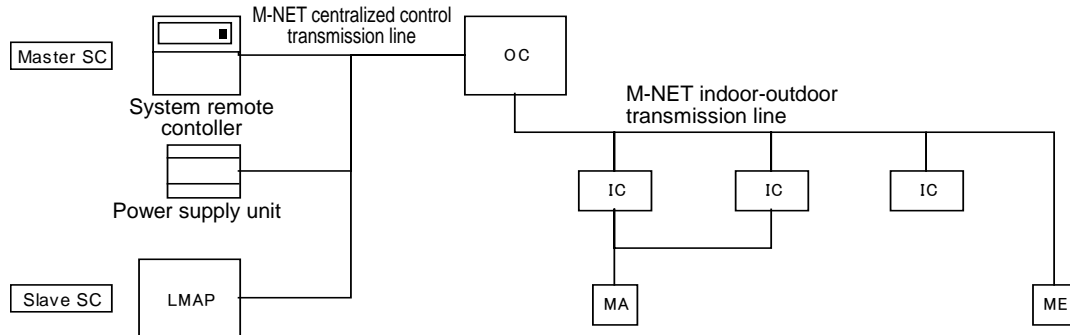 M-NET centralized control
transmission line
Master SC
OC
System remote
contoller
M-NET indoor-outdoor
transmission line
IC
IC
IC
Power supply unit
Slave SC
LMAP
MA
ME